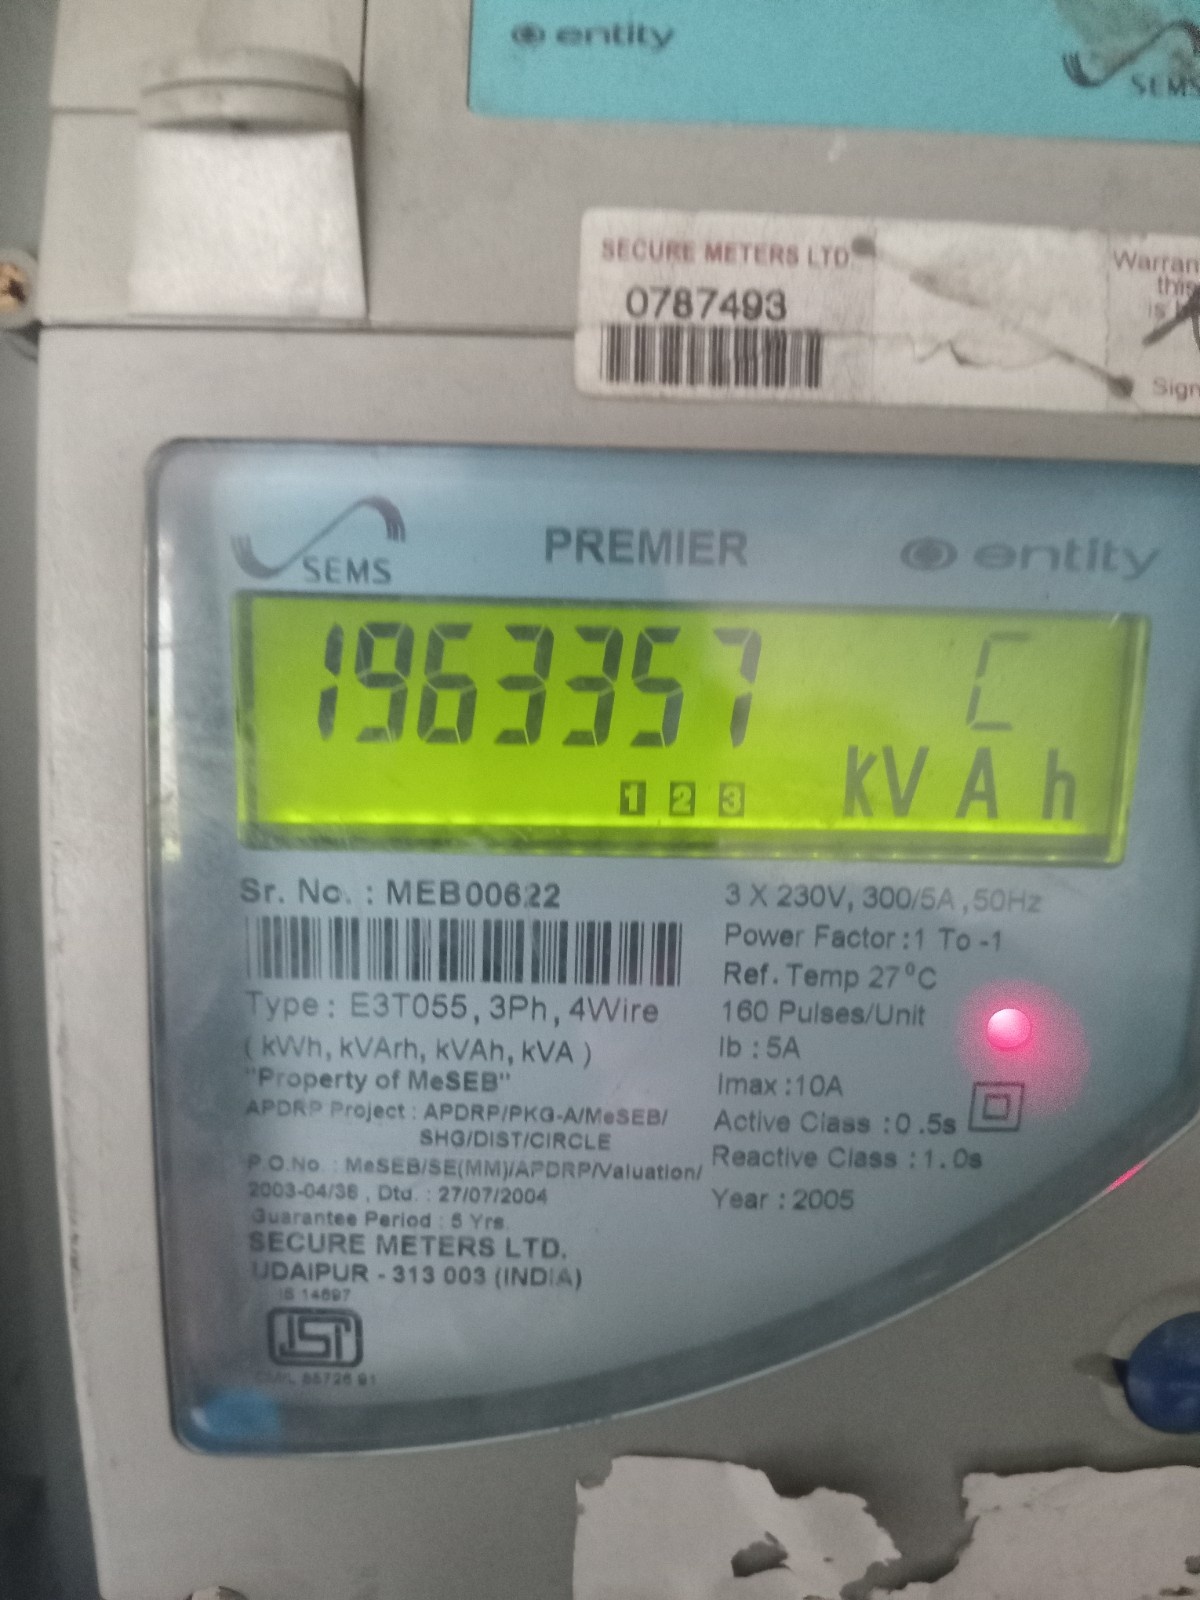 entity
SEMS
SECURE METERS LTD
0787493
Warran
this
is
Sign
SEMS
PREMIER
entity
1963357 C
1 2 3 kVAh
Sr. No. : MEB00622
Type : E3T055, 3Ph, 4Wire
( kWh, kVArh, kVAh, kVA )
"Property of MeSEB"
APDRP Project : APDRP/PKG-A/MeSEB/
SHG/DIST/CIRCLE
P.O.No. : MeSEB/SE(MM)/APDRP/Valuation/
2003-04/36 , Dtd. : 27/07/2004
Guarantee Period : 5 Yrs.
SECURE METERS LTD.
UDAIPUR - 313 003 (INDIA)
IS 14697
ISI
3 X 230V, 300/5A ,50Hz
Power Factor :1 To -1
Ref. Temp 27°C
160 Pulses/Unit
Ib : 5A
Imax :10A
Active Class : 0.5s
Reactive Class : 1.0s
Year : 2005